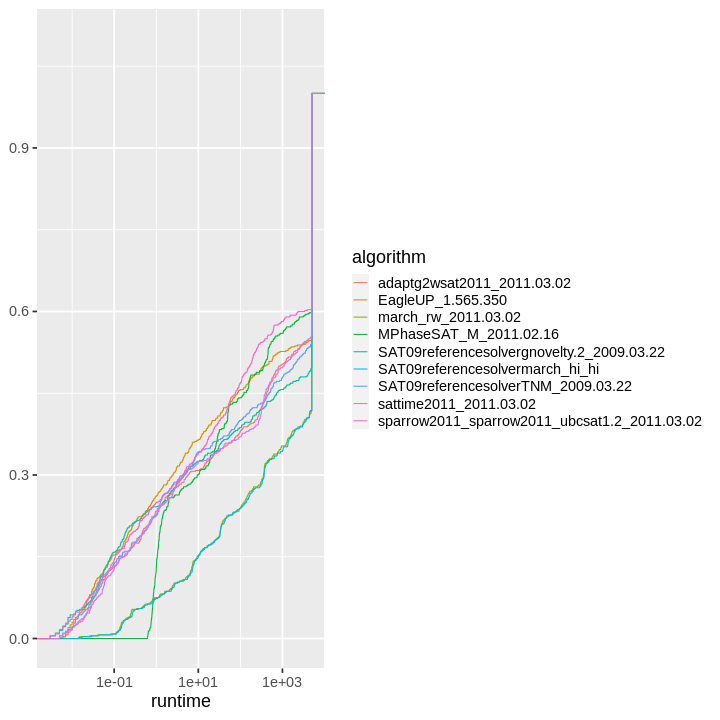 0.9
0.6
0.3
0.0
1e-01 1e+01 1e+03
runtime
algorithm
adaptg2wsat2011_2011.03.02
EagleUP_1.565.350
march_rw_2011.03.02
MPhaseSAT_M_2011.02.16
SAT09referencesolvergnovelty.2_2009.03.22
SAT09referencesolvermarch_hi_hi
SAT09referencesolverTNM_2009.03.22
sattime2011_2011.03.02
sparrow2011_sparrow2011_ubcsat1.2_2011.03.02